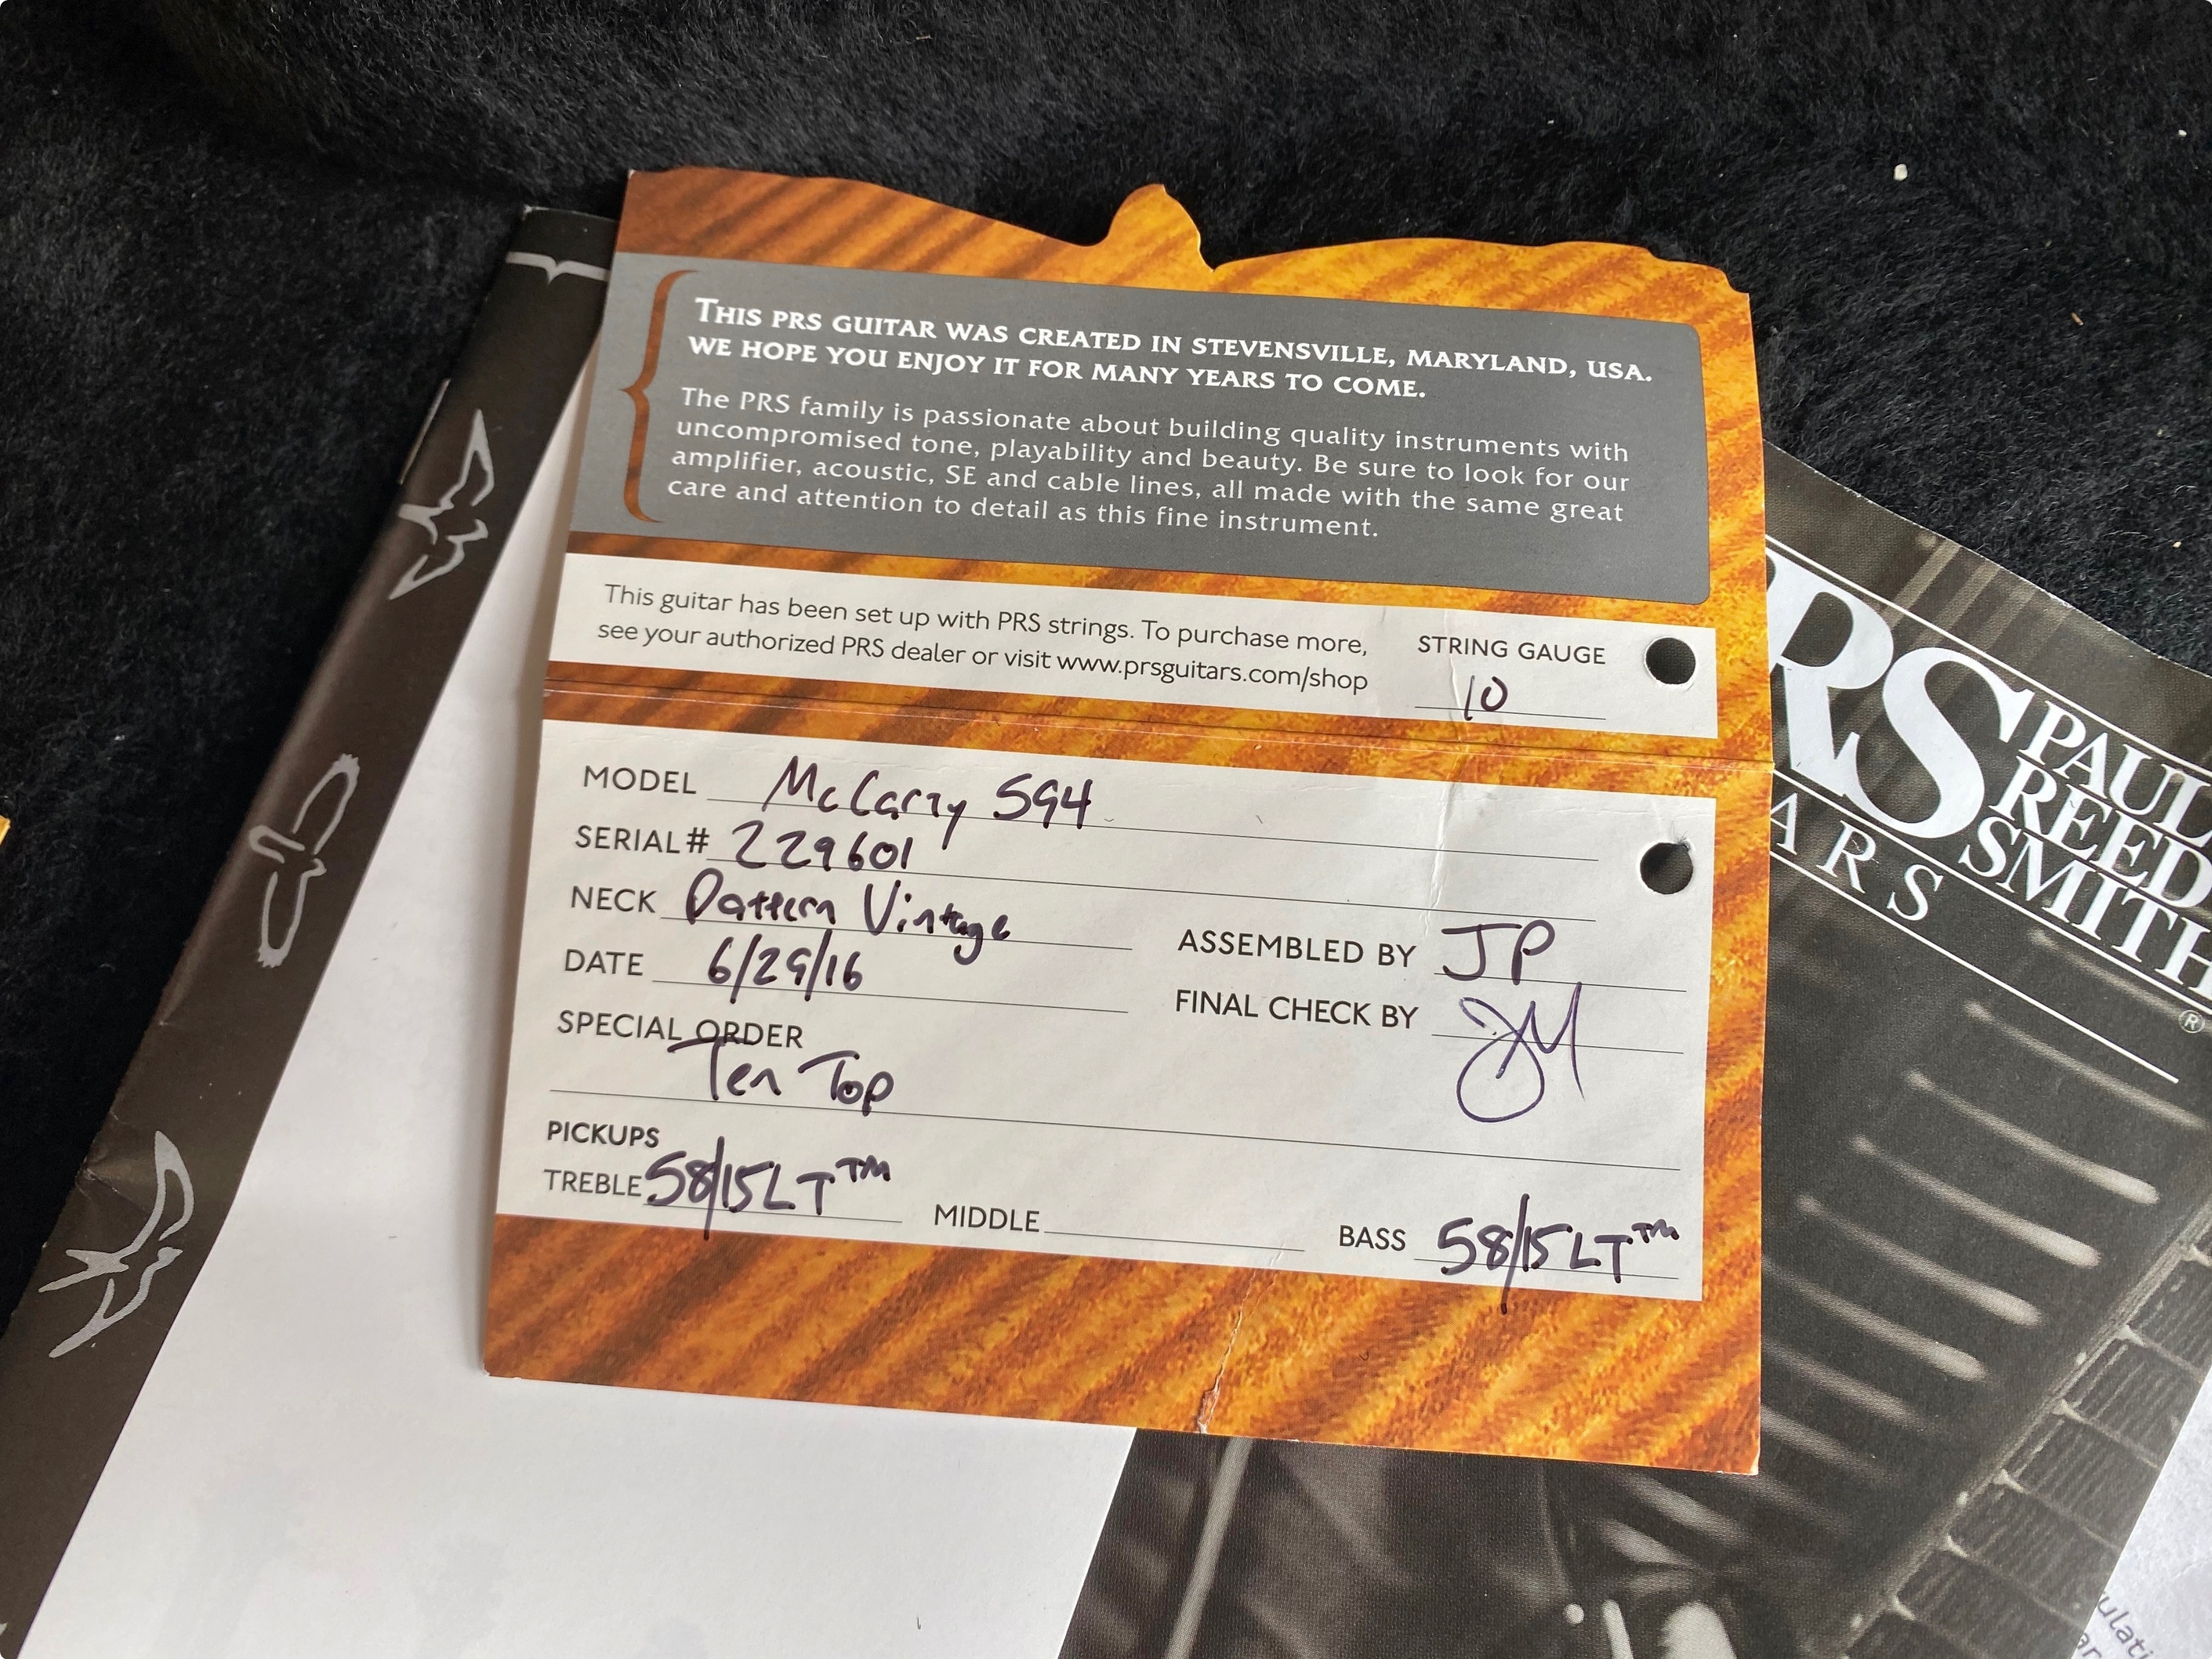 THIS PRS GUITAR WAS CREATED IN STEVENSVILLE, MARYLAND, USA.
WE HOPE YOU ENJOY IT FOR MANY YEARS TO COME.
The PRS family is passionate about building quality instruments with
uncompromised tone, playability and beauty. Be sure to look for our
amplifier, acoustic, SE and cable lines, all made with the same great
care and attention to detail as this fine instrument.
This guitar has been set up with PRS strings. To purchase more,
see your authorized PRS dealer or visit www.prsguitars.com/shop
STRING GAUGE
10
MODEL McCarty 594
SERIAL# 229601
NECK Pattern Vintage
DATE 6/29/16
ASSEMBLED BY JP
FINAL CHECK BY JM
SPECIAL ORDER
Ten Top
PICKUPS
TREBLE 58/15LT™ MIDDLE BASS 58/15LT™
RS
PAUL
REED
SMITH®
ARS